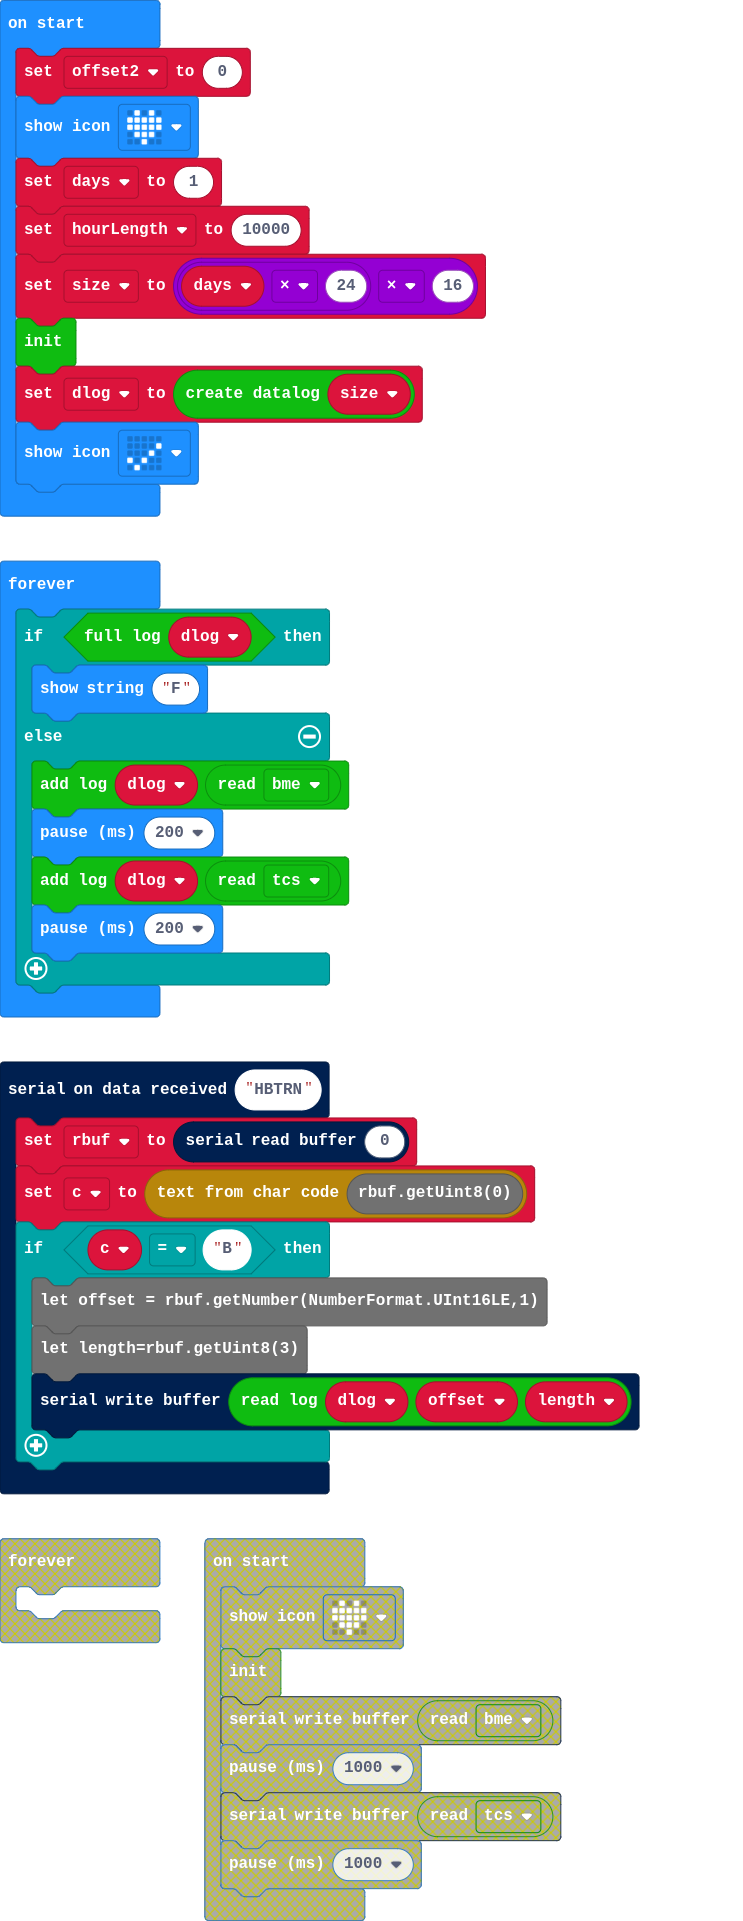 on start
set offset2 to 0
show icon
set days to 1
set hourLength to 10000
set size to days × 24 × 16
init
set dlog to create datalog size
show icon
forever
if full log dlog then
show string "F"
else
add log dlog read bme
pause (ms) 200
add log dlog read tcs
pause (ms) 200
serial on data received "HBTRN"
set rbuf to serial read buffer 0
set c to text from char code rbuf.getUint8(0)
if c = "B" then
let offset = rbuf.getNumber(NumberFormat.UInt16LE,1)
let length=rbuf.getUint8(3)
serial write buffer read log dlog offset length
forever
on start
show icon
init
serial write buffer read bme
pause (ms) 1000
serial write buffer read tcs
pause (ms) 1000